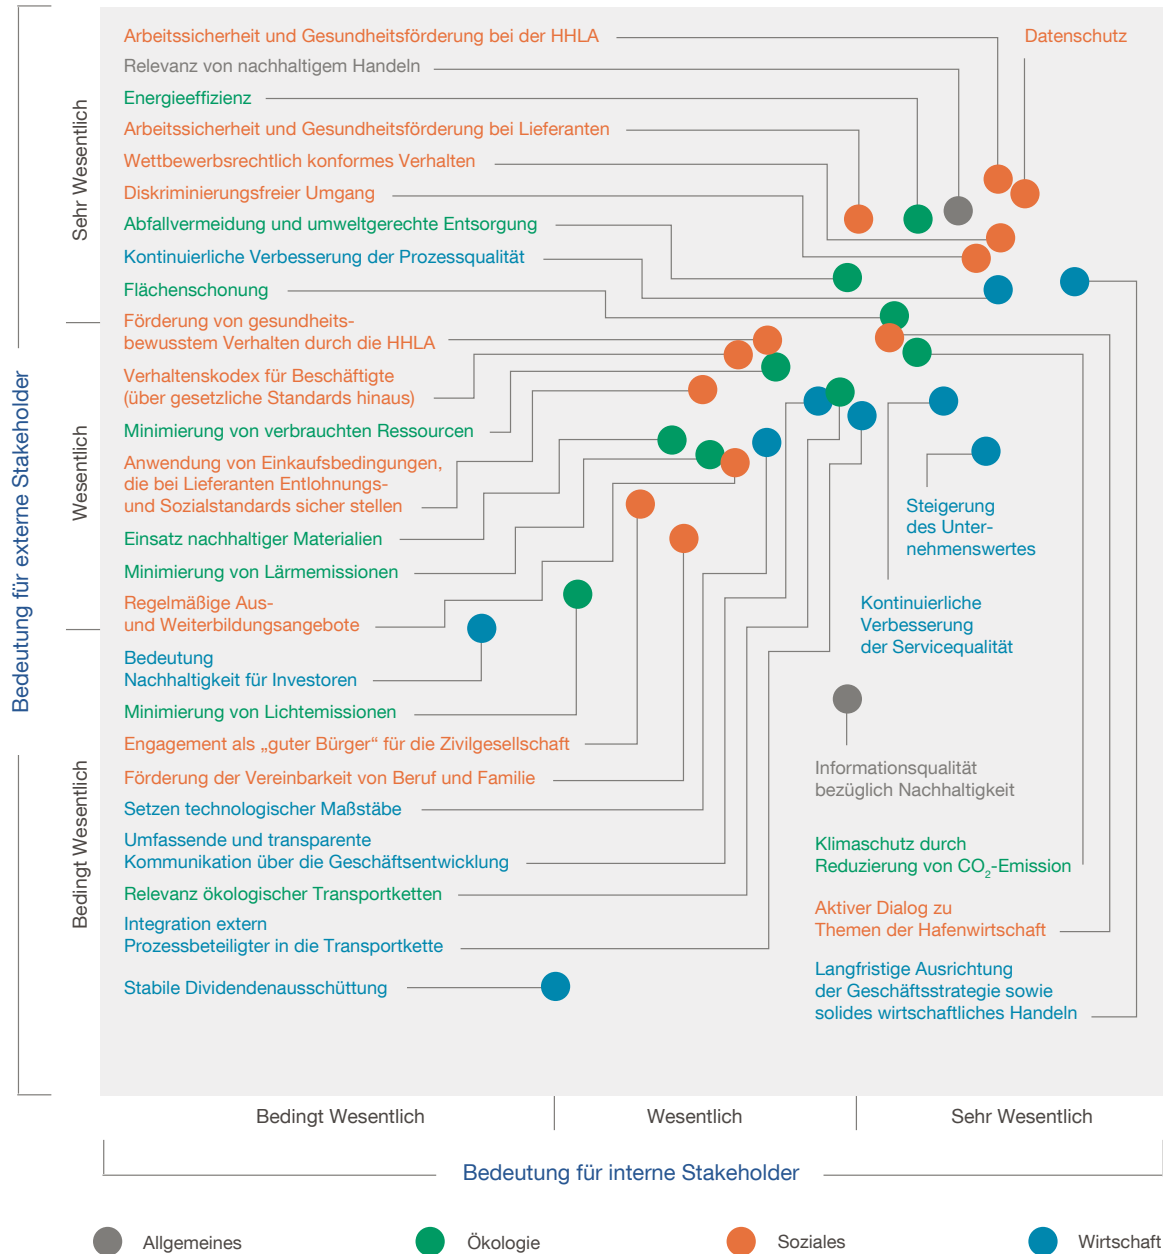 Arbeitssicherheit und Gesundheitsförderung bei der HHLA
Datenschutz
Relevanz von nachhaltigem Handeln
Energieeffizienz
Arbeitssicherheit und Gesundheitsförderung bei Lieferanten
Wettbewerbsrechtlich konformes Verhalten
Diskriminierungsfreier Umgang
Abfallvermeidung und umweltgerechte Entsorgung
Kontinuierliche Verbesserung der Prozessqualität
Flächenschonung
Förderung von gesundheits-
bewusstem Verhalten durch die HHLA
Verhaltenskodex für Beschäftigte
(über gesetzliche Standards hinaus)
Minimierung von verbrauchten Ressourcen
Anwendung von Einkaufsbedingungen,
die bei Lieferanten Entlohnungs-
und Sozialstandards sicher stellen
Einsatz nachhaltiger Materialien
Minimierung von Lärmemissionen
Regelmäßige Aus-
und Weiterbildungsangebote
Bedeutung
Nachhaltigkeit für Investoren
Minimierung von Lichtemissionen
Engagement als „guter Bürger“ für die Zivilgesellschaft
Förderung der Vereinbarkeit von Beruf und Familie
Setzen technologischer Maßstäbe
Umfassende und transparente
Kommunikation über die Geschäftsentwicklung
Relevanz ökologischer Transportketten
Integration extern
Prozessbeteiligter in die Transportkette
Stabile Dividendenausschüttung
Steigerung
des Unter-
nehmenswertes
Kontinuierliche
Verbesserung
der Servicequalität
Informationsqualität
bezüglich Nachhaltigkeit
Klimaschutz durch
Reduzierung von CO₂-Emission
Aktiver Dialog zu
Themen der Hafenwirtschaft
Langfristige Ausrichtung
der Geschäftsstrategie sowie
solides wirtschaftliches Handeln
Bedeutung für externe Stakeholder
Sehr Wesentlich
Wesentlich
Bedingt Wesentlich
Bedingt Wesentlich
Wesentlich
Sehr Wesentlich
Bedeutung für interne Stakeholder
Allgemeines
Ökologie
Soziales
Wirtschaft